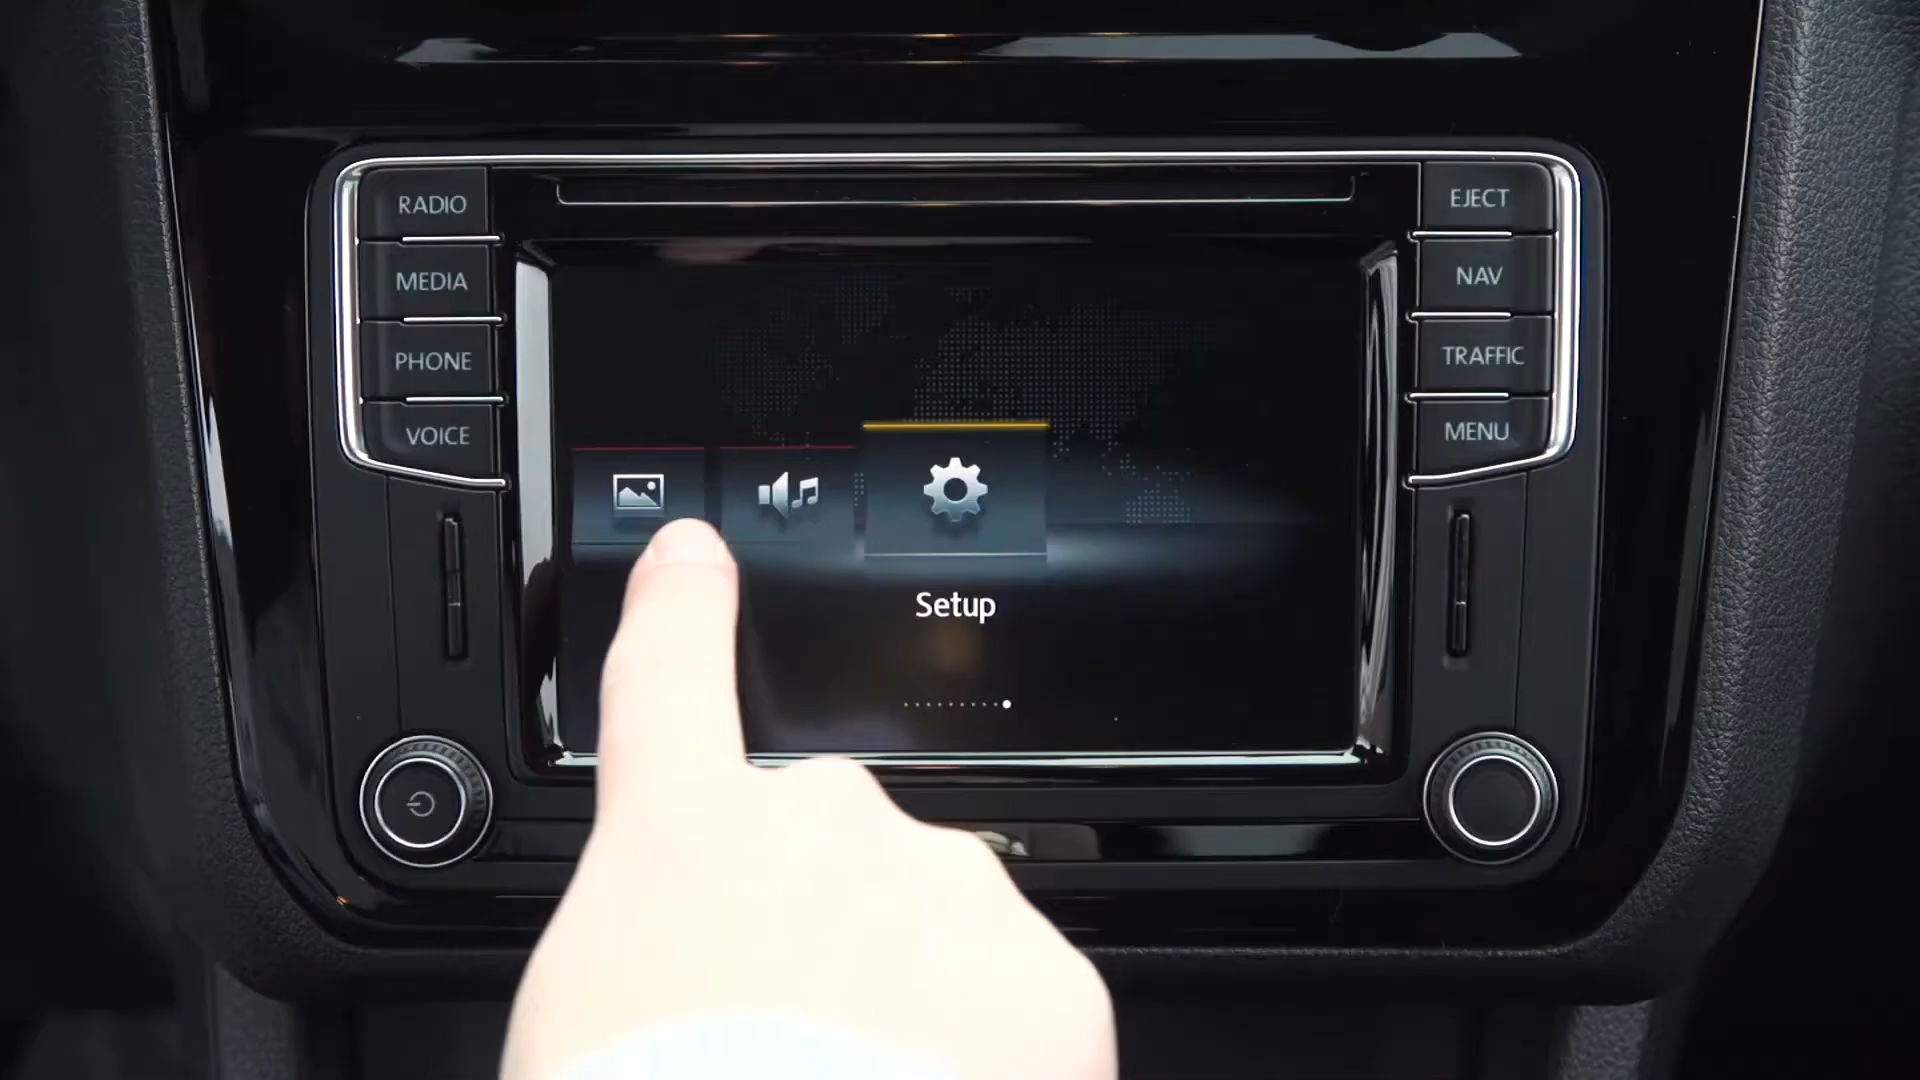 RADIO
MEDIA
PHONE
VOICE
EJECT
NAV
TRAFFIC
MENU
Setup